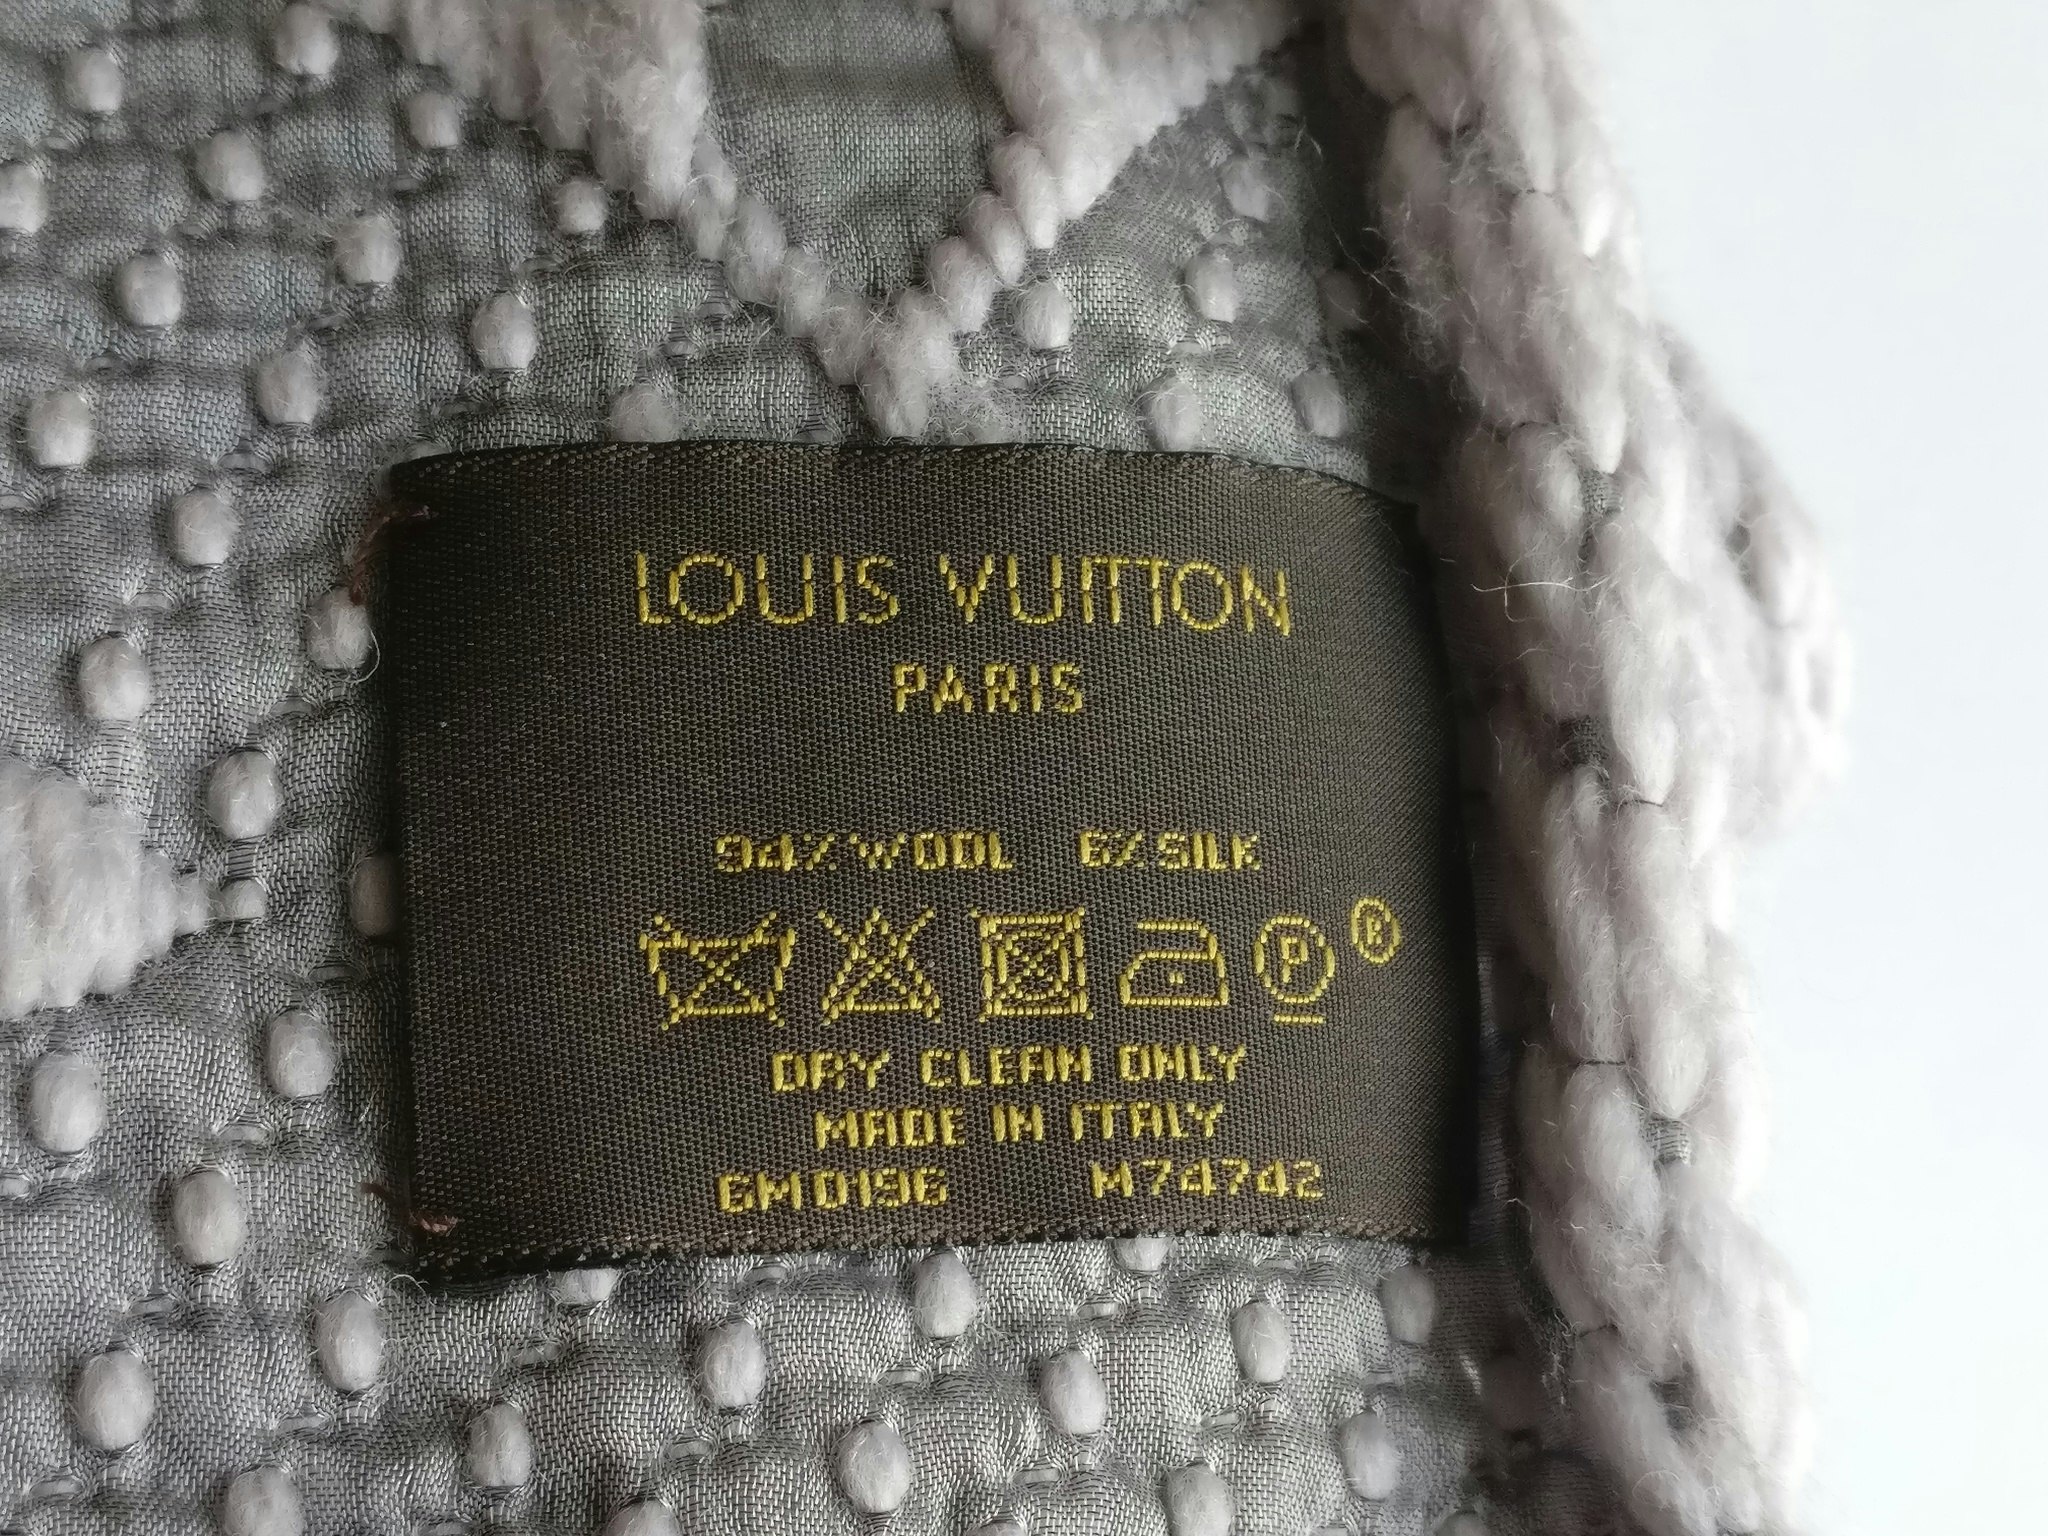 LOUIS VUITTON
PARIS
94% WOOL 6% SILK
P ®
DRY CLEAN ONLY
MADE IN ITALY
GM0196 M74742